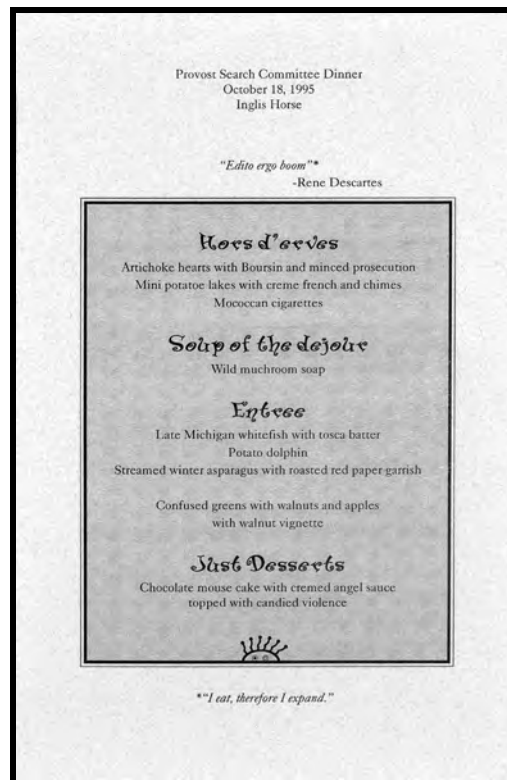 Provost Search Committee Dinner
October 18, 1995
Inglis Horse
"Edito ergo boom"*
-Rene Descartes
Hors d'erves
Artichoke hearts with Boursin and minced prosecution
Mini potatoe lakes with creme french and chimes
Mococcan cigarettes
Soup of the dejour
Wild muchroom soap
Entree
Late Michigan whitefish with tosca batter
Potato dolphin
Streamed winter asparagus with roasted red paper garrish
Confused greens with walnuts and apples
with walnut vignette
Just Desserts
Chocolate mouse cake with cremed angel sauce
topped with candied violence
*"I eat, therefore I expand."